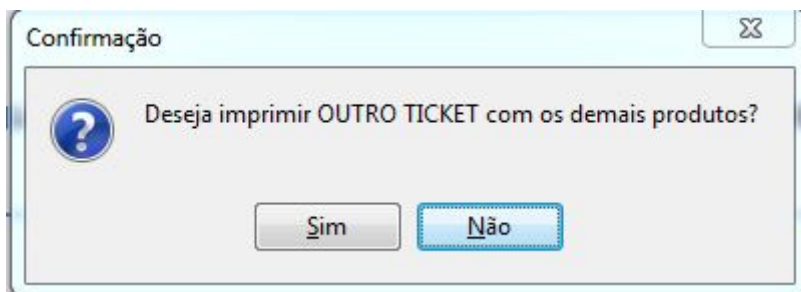 Confirmação
Deseja imprimir OUTRO TICKET com os demais produtos?
Sim
Não